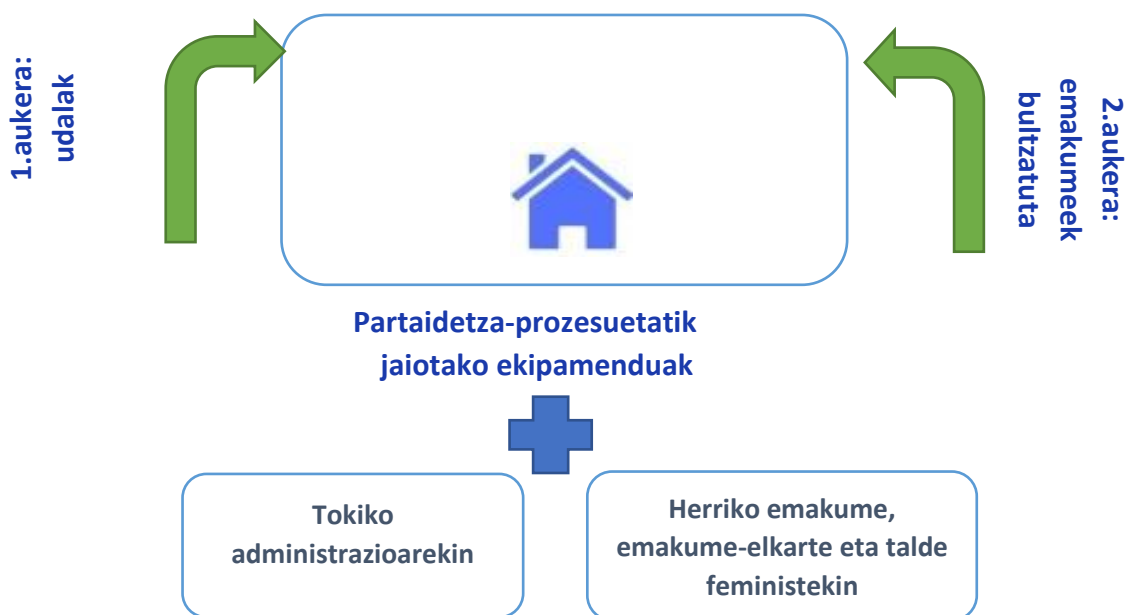 1.aukera:
udalak
2.aukera:
emakumeek
bultzatuta
Partaidetza-prozesuetatik
jaiotako ekipamenduak
Tokiko
administrazioarekin
Herriko emakume,
emakume-elkarte eta talde
feministekin